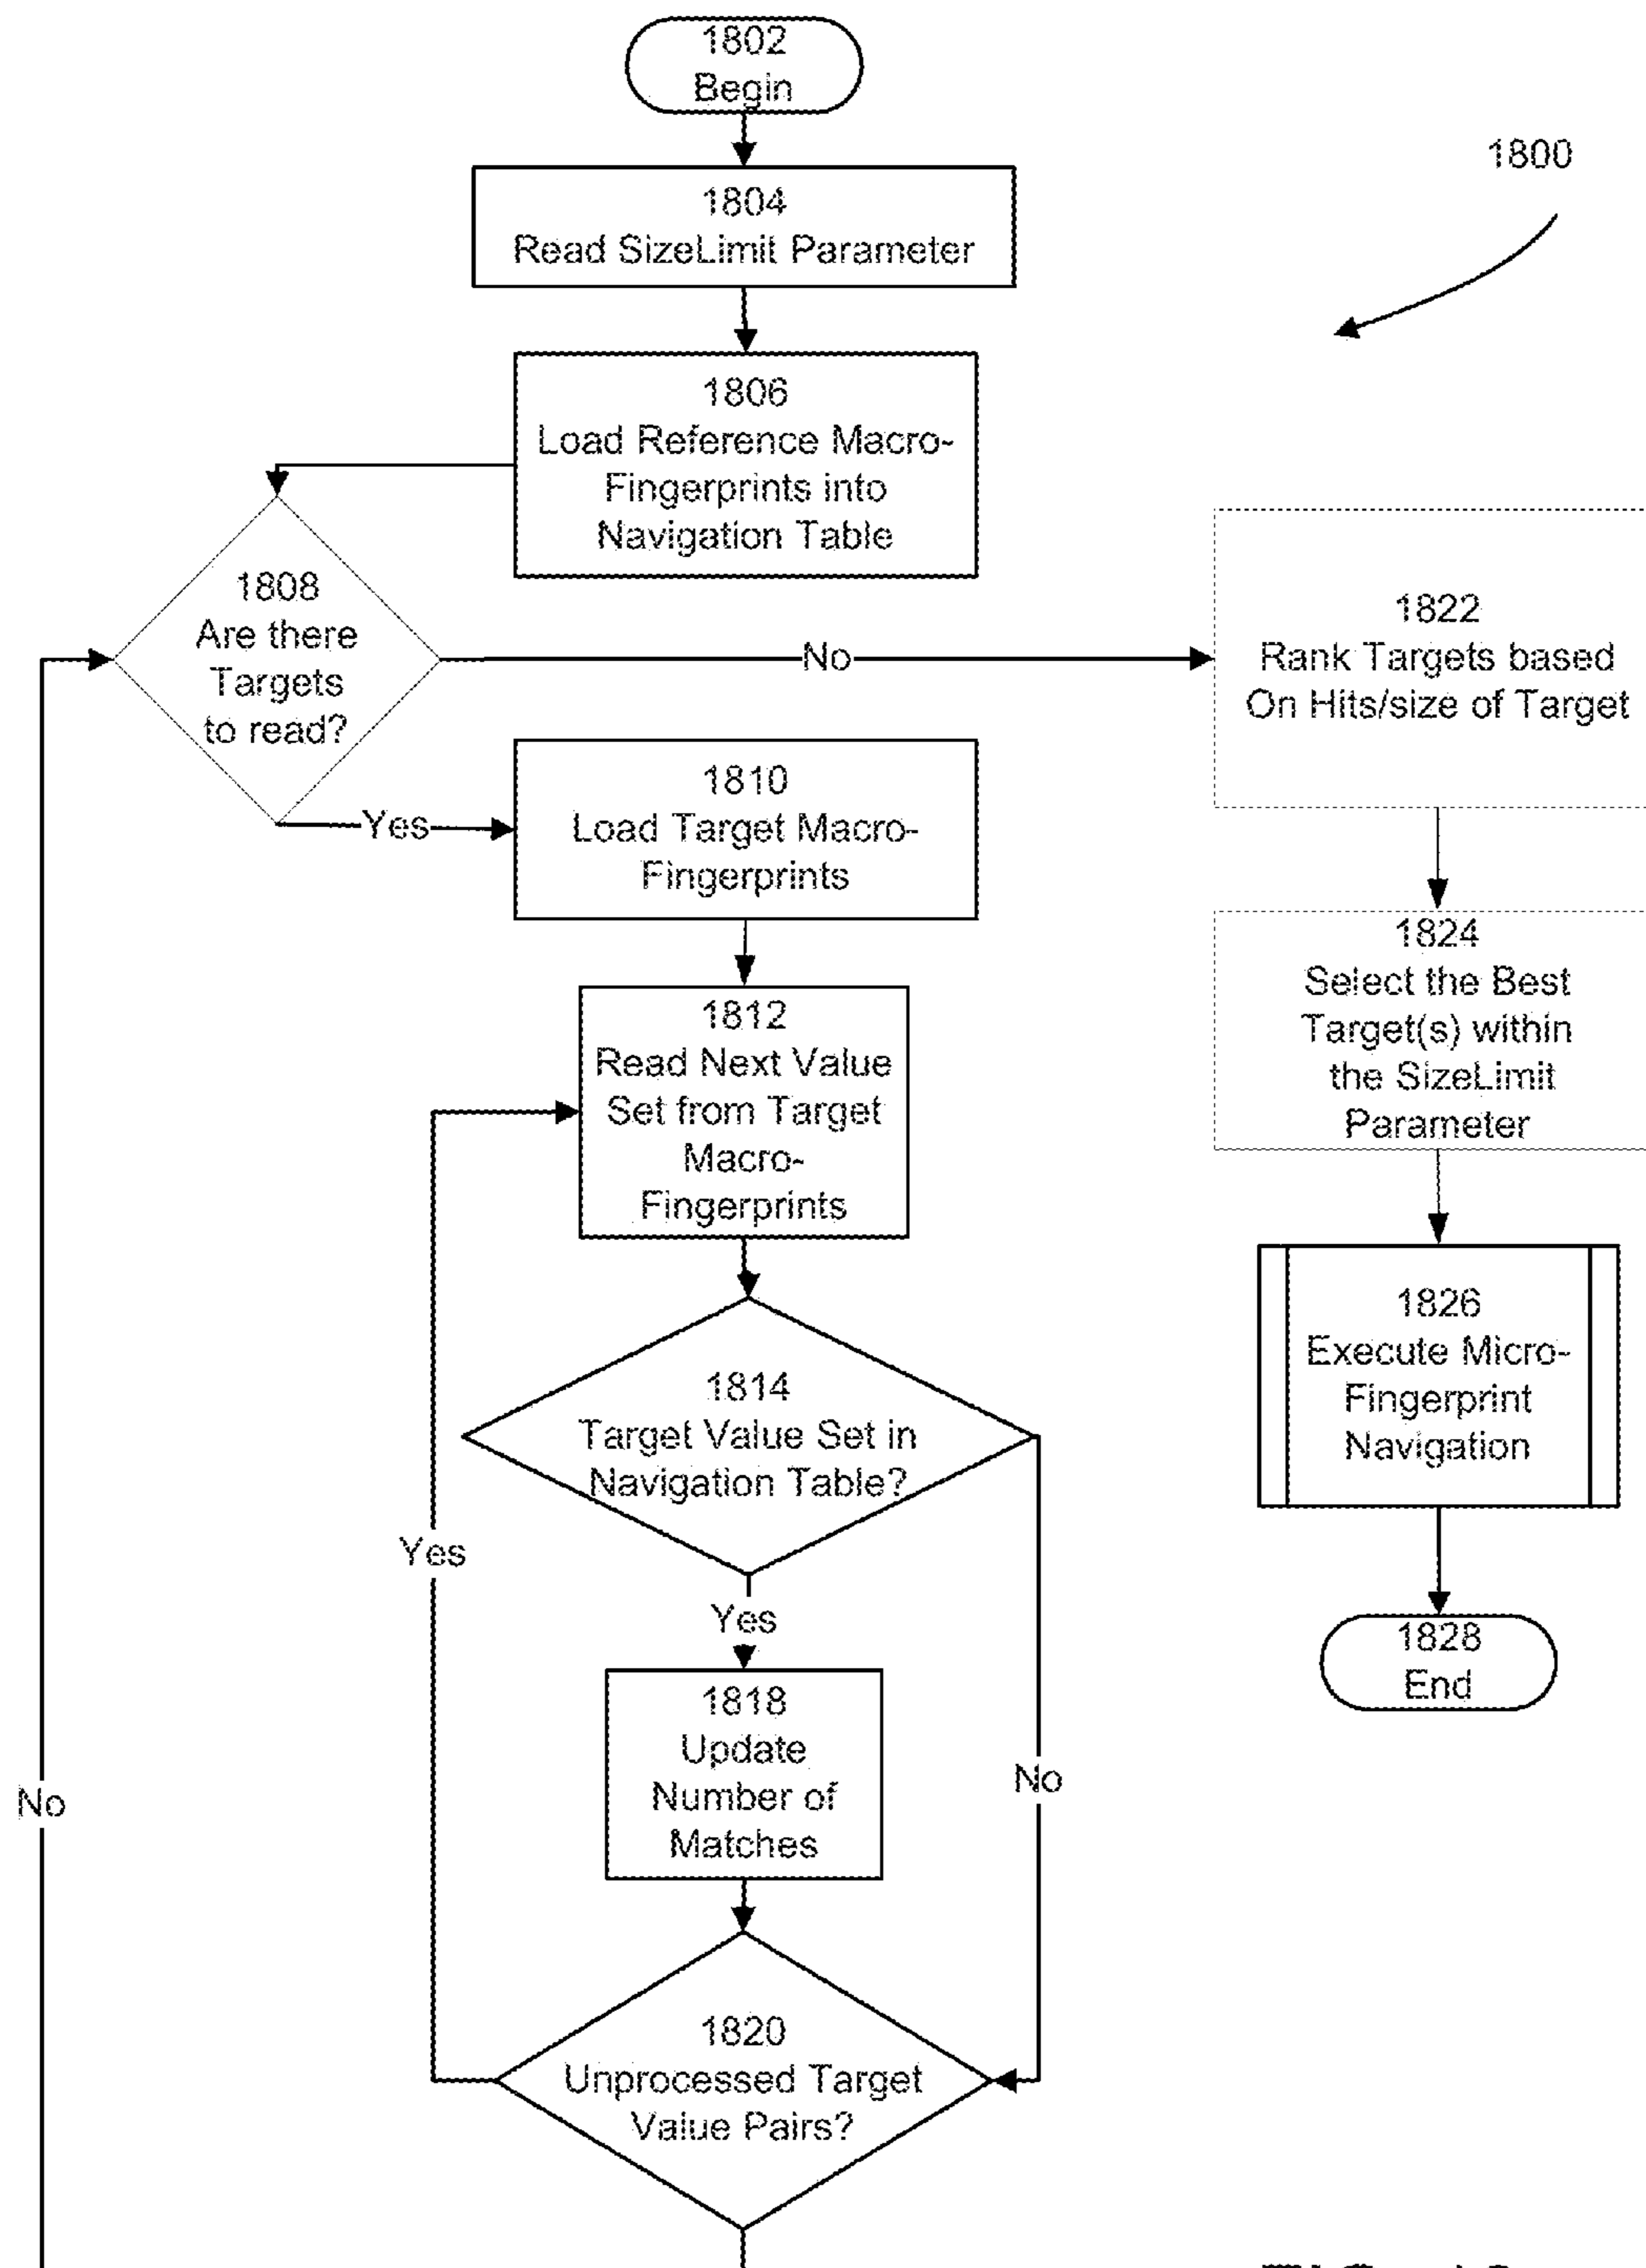 1802
Begin
1800
1804
Read SizeLimit Parameter
1806
Load Reference Macro-
Fingerprints into
Navigation Table
1808
Are there
Targets
to read?
No
1822
Rank Targets based
On Hits/size of Target
Yes
1810
Load Target Macro-
Fingerprints
1824
Select the Best
Target(s) within
the SizeLimit
Parameter
1812
Read Next Value
Set from Target
Macro-
Fingerprints
1826
Execute Micro-
Fingerprint
Navigation
1814
Target Value Set in
Navigation Table?
Yes
Yes
1828
End
1818
Update
Number of
Matches
No
No
1820
Unprocessed Target
Value Pairs?